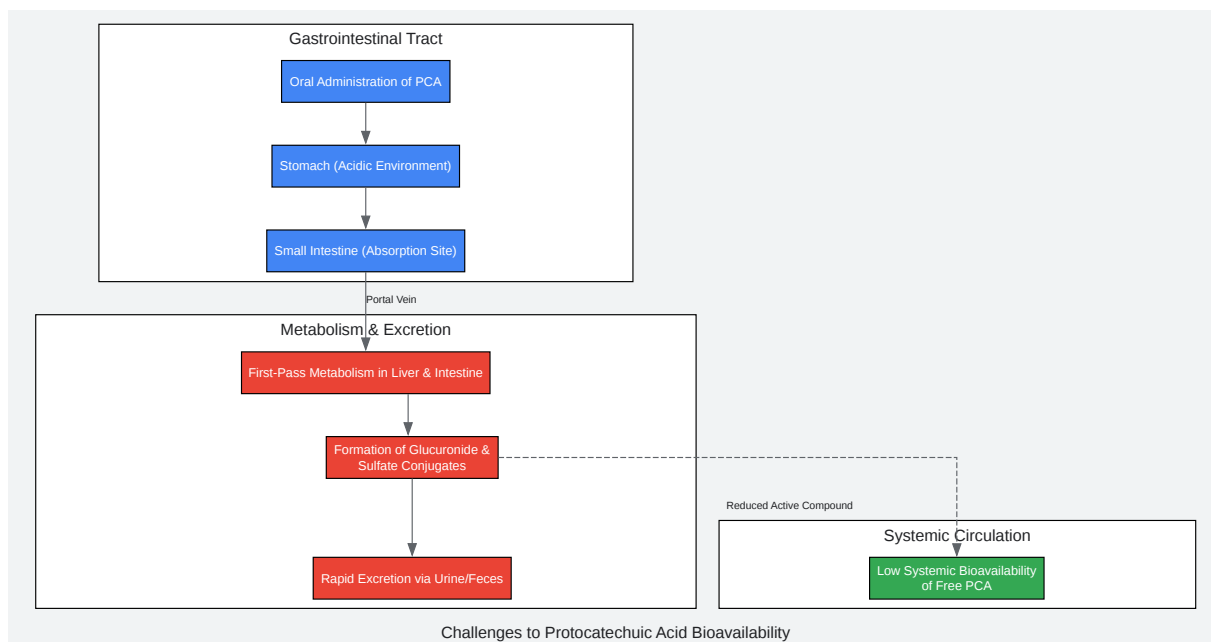 Gastrointestinal Tract
Oral Administration of PCA
Stomach (Acidic Environment)
Small Intestine (Absorption Site)
Portal Vein
Metabolism & Excretion
First-Pass Metabolism in Liver & Intestine
Formation of Glucuronide &
Sulfate Conjugates
Rapid Excretion via Urine/Feces
Reduced Active Compound
Systemic Circulation
Low Systemic Bioavailability
of Free PCA
Challenges to Protocatechuic Acid Bioavailability